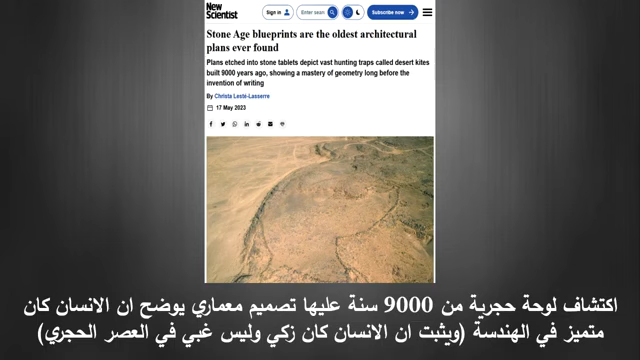 New
Scientist
Sign in
Enter sear
Subscribe now
Stone Age blueprints are the oldest architectural
plans ever found
Plans etched into stone tablets depict vast hunting traps called desert kites
built 9000 years ago, showing a mastery of geometry long before the
invention of writing
By Christa Lesté-Lasserre
17 May 2023
اكتشاف لوحة حجرية من 9000 سنة عليها تصميم معماري يوضح ان الانسان كان
متميز في الهندسة (ويثبت ان الانسان كان زكي وليس غبي في العصر الحجري)